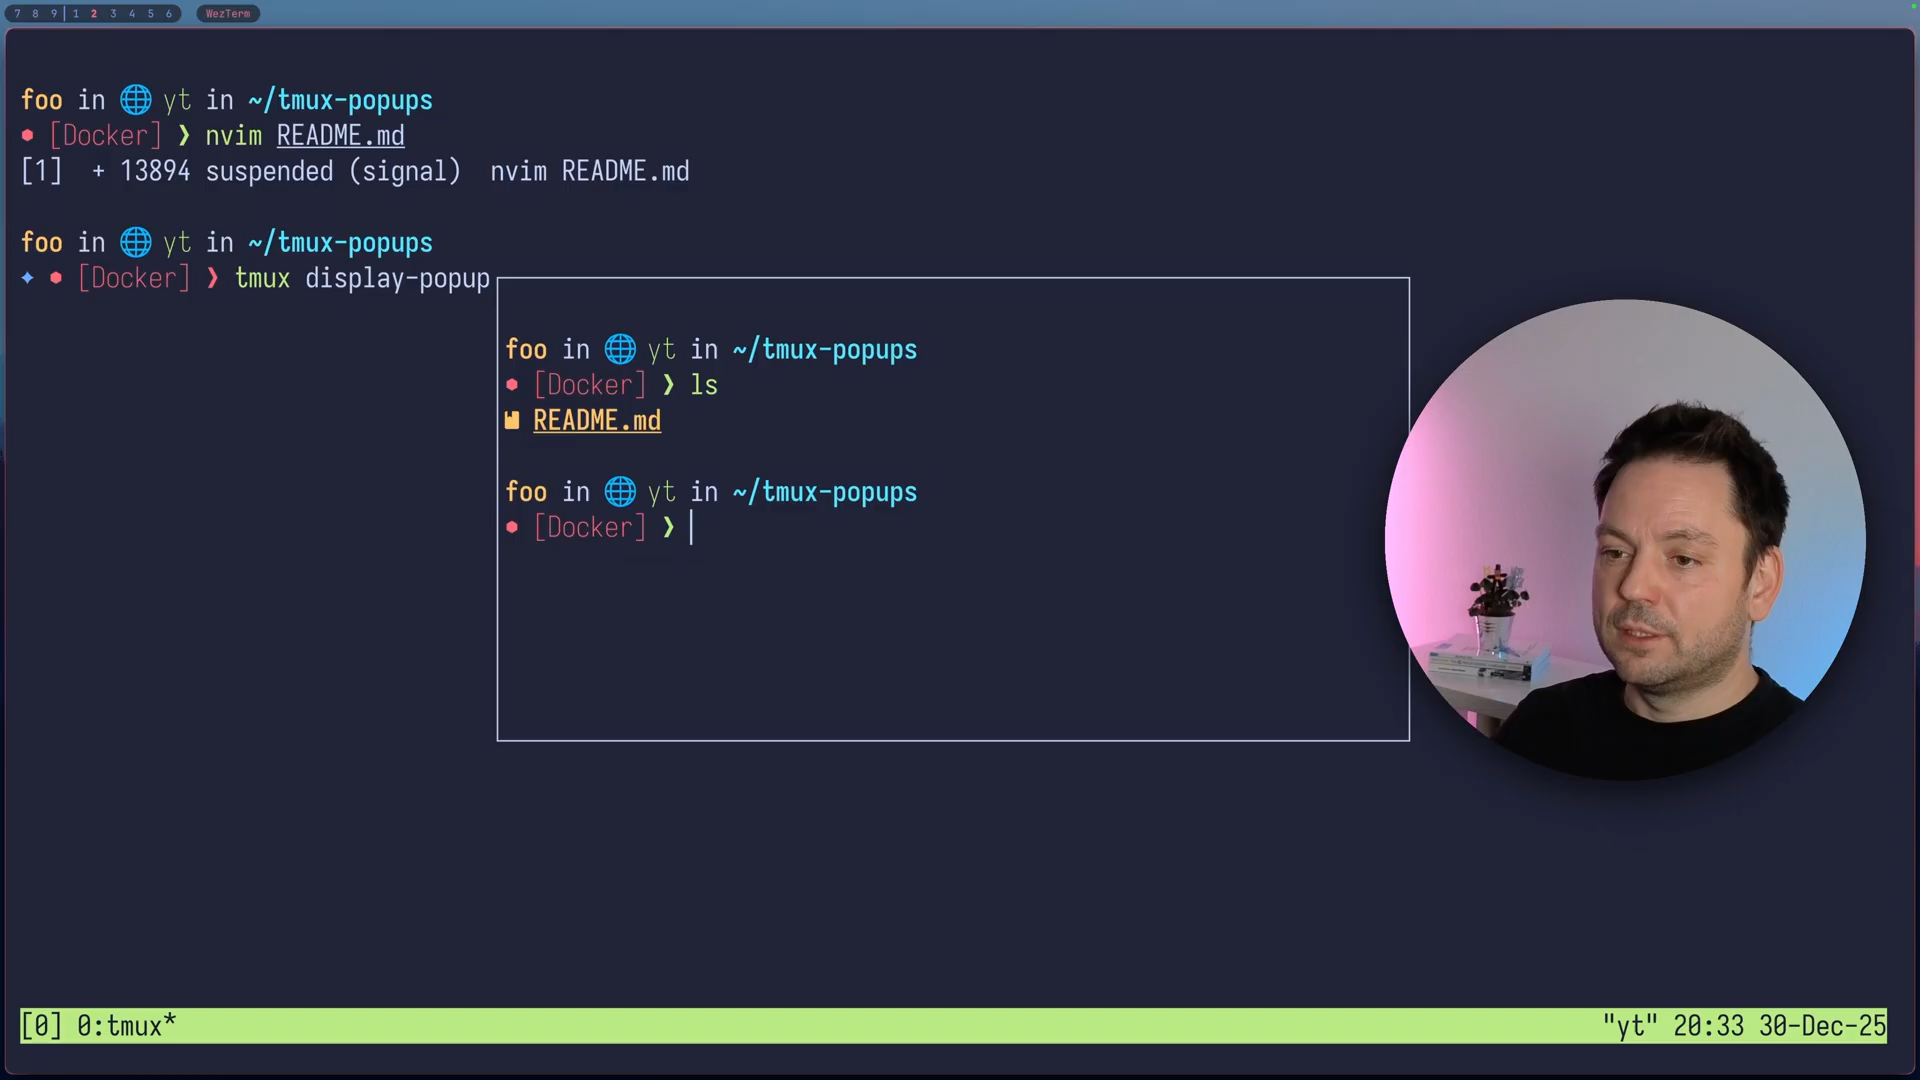 7 8 9 1 2 3 4 5 6 WezTerm
foo in 🌐 yt in ~/tmux-popups
[Docker] ❯ nvim README.md
[1] + 13894 suspended (signal) nvim README.md
foo in 🌐 yt in ~/tmux-popups
✦ [Docker] ❯ tmux display-popup
foo in 🌐 yt in ~/tmux-popups
[Docker] ❯ ls
README.md
foo in 🌐 yt in ~/tmux-popups
[Docker] ❯
[0] 0:tmux* "yt" 20:33 30-Dec-25